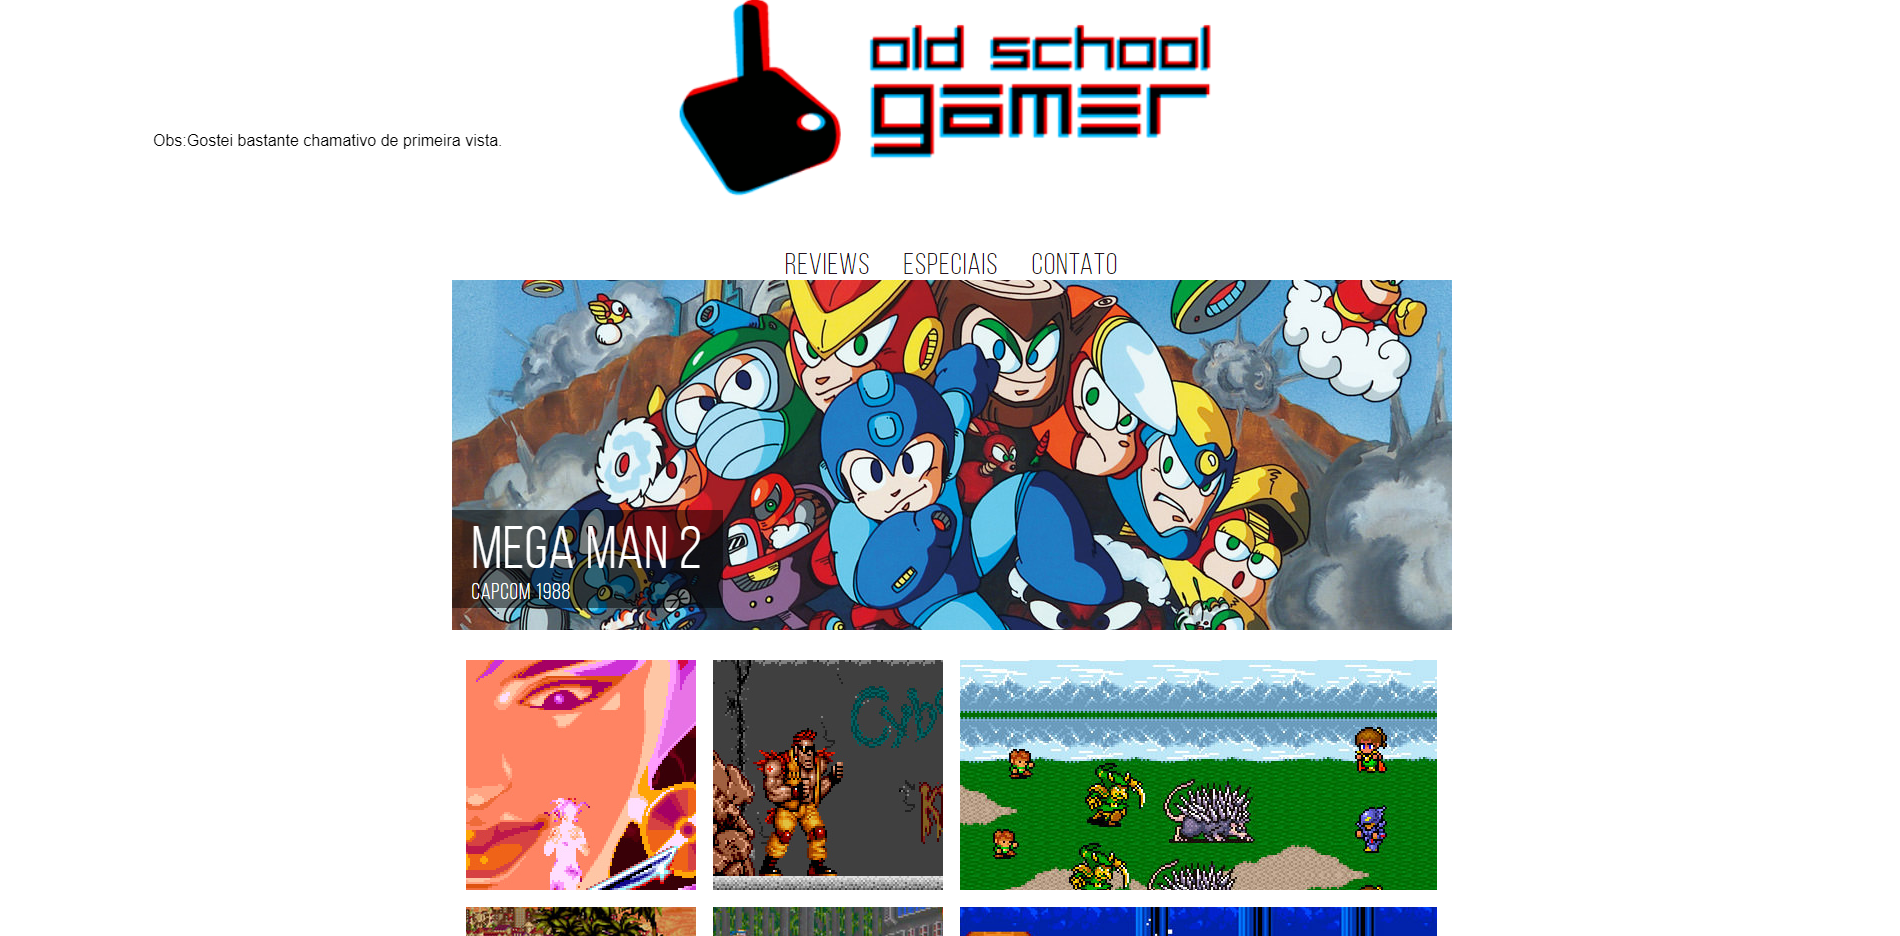 old school
gamer
Obs:Gostei bastante chamativo de primeira vista.
REVIEWS ESPECIAIS CONTATO
MEGA MAN 2
CAPCOM 1988